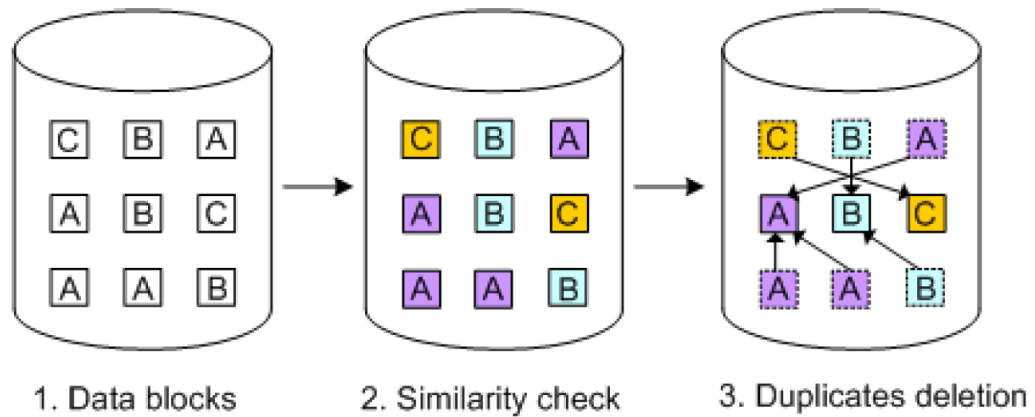 C B A
A B C
A A B
C B A
A B C
A A B
C B A
A B C
A A B
1. Data blocks
2. Similarity check
3. Duplicates deletion